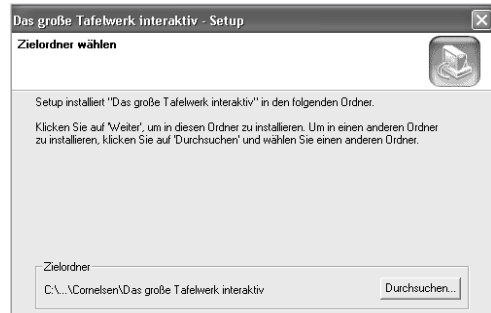 Das große Tafelwerk interaktiv - Setup
Zielordner wählen
Setup installiert "Das große Tafelwerk interaktiv" in den folgenden Ordner.
Klicken Sie auf 'Weiter', um in diesen Ordner zu installieren. Um in einen anderen Ordner
zu installieren, klicken Sie auf 'Durchsuchen' und wählen Sie einen anderen Ordner.
Zielordner
C:\...\Cornelsen\Das große Tafelwerk interaktiv
Durchsuchen...